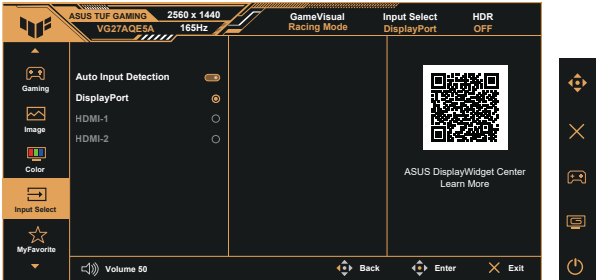 ASUS TUF GAMING 2560 x 1440
VG27AQE5A 165Hz
GameVisual
Racing Mode
Input Select
DisplayPort
HDR
OFF
Gaming
Image
Color
Input Select
MyFavorite
Auto Input Detection
DisplayPort
HDMI-1
HDMI-2
ASUS DisplayWidget Center
Learn More
Volume 50
Back
Enter
Exit